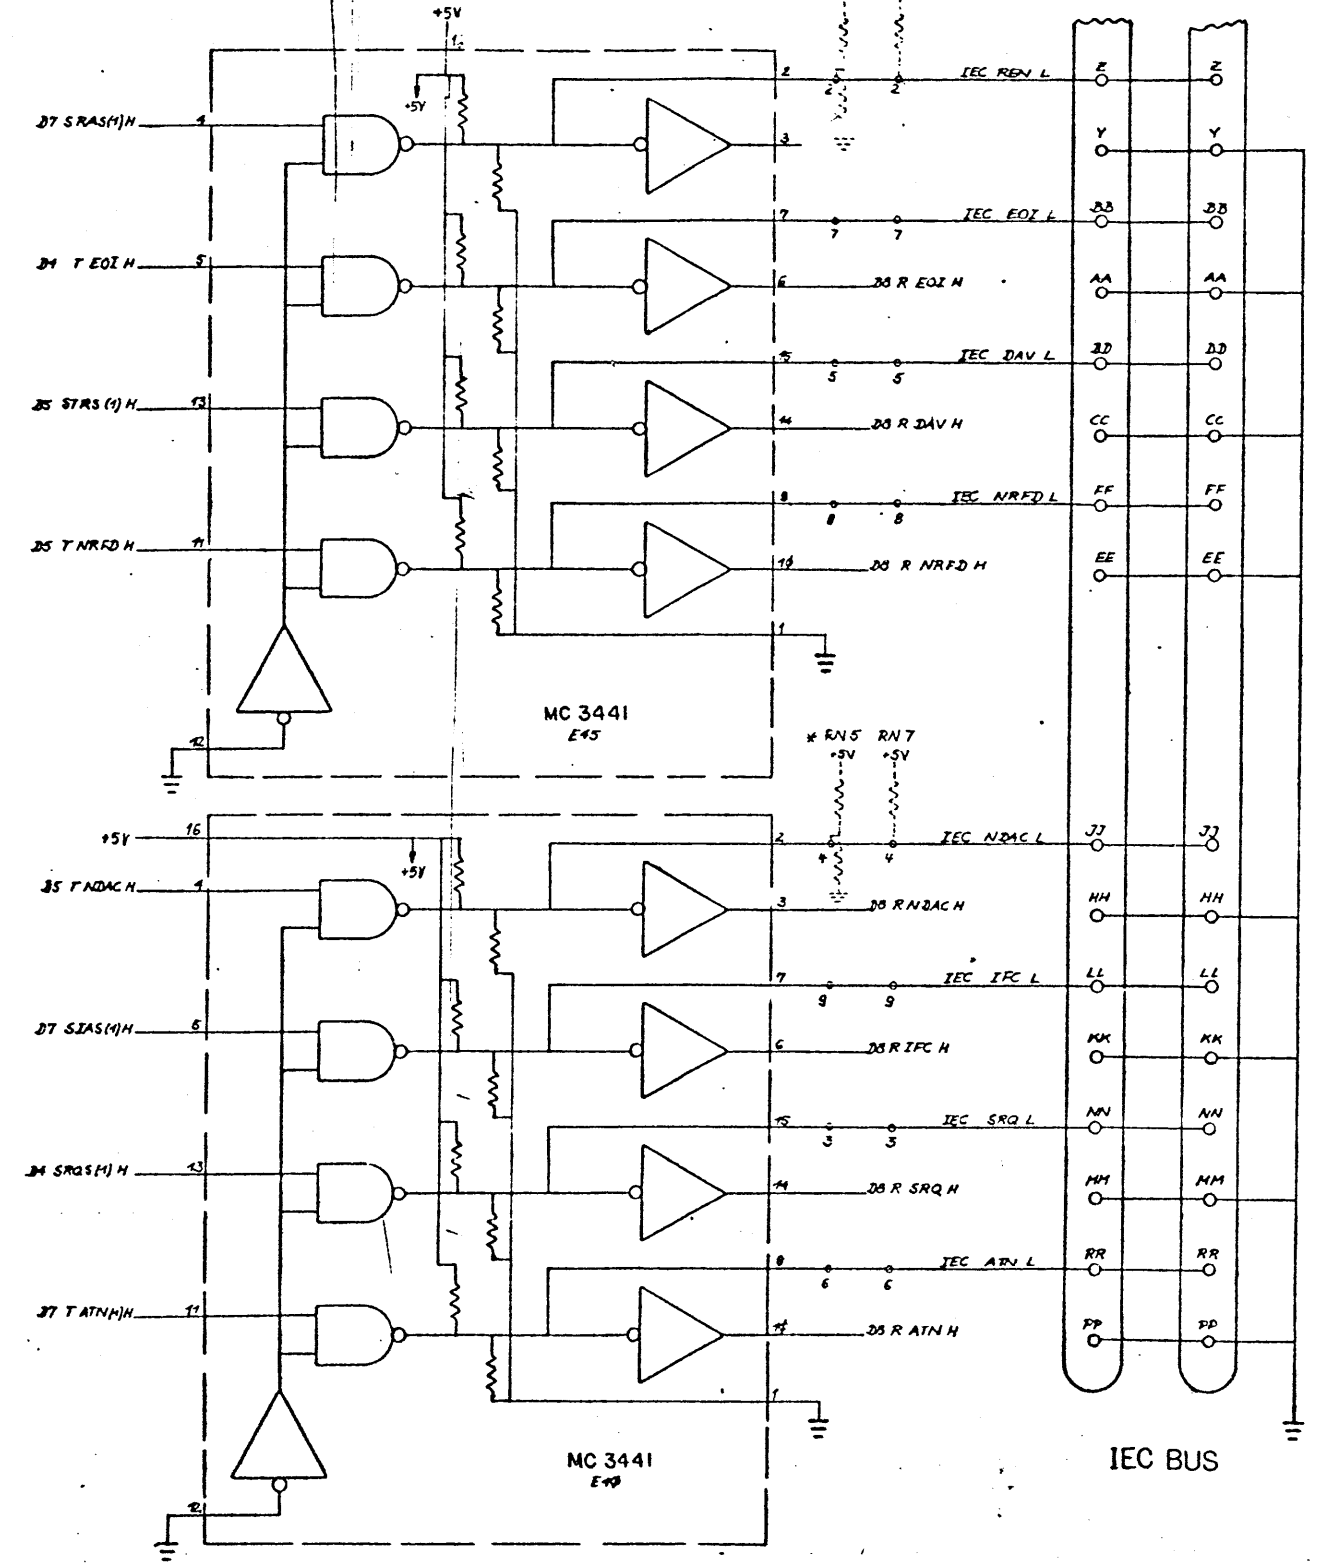 +5V
2 IEC REN L Z Z
+5V
2 2
D7 SRAS(1)H 4
3
Y Y
7 IEC EOI L BB BB
7 7
D4 T EOI H 5
6 D8 R EOI H
AA AA
15 IEC DAV L DD DD
5 5
D5 STRS(1)H 13
14 D8 R DAV H
CC CC
9 IEC NRFD L FF FF
8 8
D5 T NRFD H 11
10 D8 R NRFD H
EE EE
1
MC 3441
E45
12
* RN5 RN7
+5V +5V
+5V 16
2 IEC NDAC L JJ JJ
4 4
+5V
D5 T NDAC H 4
3 D8 R NDAC H
HH HH
7 IEC IFC L LL LL
9 9
D7 SIAS(1)H 5
6 D8 R IFC H
KK KK
15 IEC SRQ L NN NN
3 3
D4 SRQS(1)H 13
14 D8 R SRQ H
MM MM
9 IEC ATN L RR RR
6 6
D7 T ATN(1)H 11
D8 R ATN H
PP PP
1
MC 3441
E40
12
IEC BUS